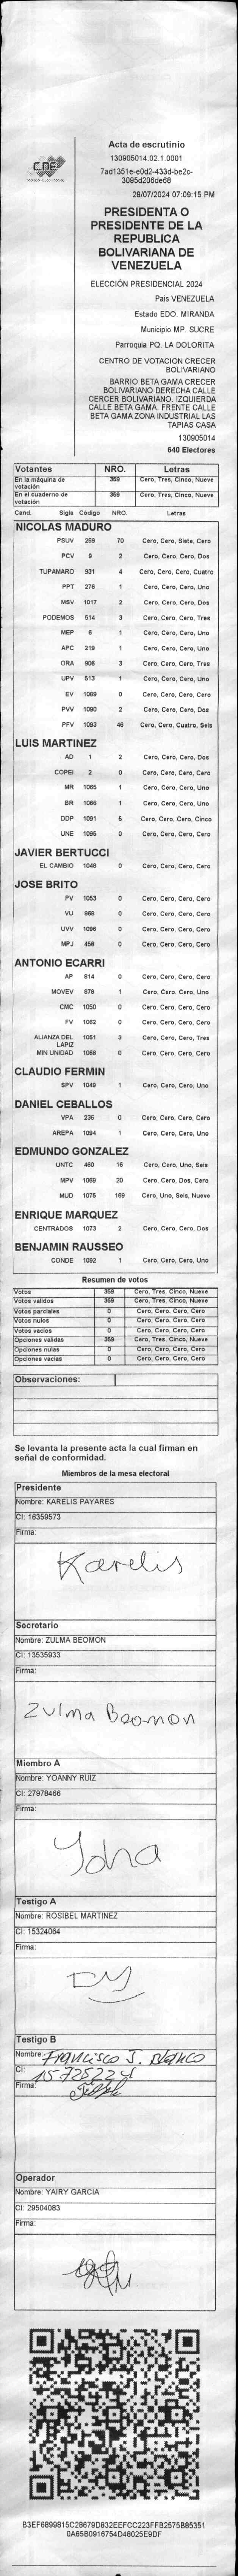 CNE
Acta de escrutinio
130905014.02.1.0001
7ad1351e-e0d2-433d-be2c-
3095d206de68
28/07/2024 07:09:15 PM
PRESIDENTA O
PRESIDENTE DE LA
REPUBLICA
BOLIVARIANA DE
VENEZUELA
ELECCIÓN PRESIDENCIAL 2024
País VENEZUELA
Estado EDO. MIRANDA
Municipio MP. SUCRE
Parroquia PQ. LA DOLORITA
CENTRO DE VOTACION CRECER
BOLIVARIANO
BARRIO BETA GAMA CRECER
BOLIVARIANO DERECHA CALLE
CERCER BOLIVARIANO. IZQUIERDA
CALLE BETA GAMA. FRENTE CALLE
BETA GAMA ZONA INDUSTRIAL LAS
TAPIAS CASA
130905014
640 Electores
Votantes NRO. Letras
En la máquina de votación 359 Cero, Tres, Cinco, Nueve
En el cuaderno de votación 359 Cero, Tres, Cinco, Nueve
Cand. Sigla Código NRO. Letras
NICOLAS MADURO
PSUV 269 70 Cero, Cero, Siete, Cero
PCV 9 2 Cero, Cero, Cero, Dos
TUPAMARO 931 4 Cero, Cero, Cero, Cuatro
PPT 276 1 Cero, Cero, Cero, Uno
MSV 1017 2 Cero, Cero, Cero, Dos
PODEMOS 514 3 Cero, Cero, Cero, Tres
MEP 6 1 Cero, Cero, Cero, Uno
APC 219 1 Cero, Cero, Cero, Uno
ORA 906 3 Cero, Cero, Cero, Tres
UPV 513 1 Cero, Cero, Cero, Uno
EV 1089 0 Cero, Cero, Cero, Cero
PVV 1090 2 Cero, Cero, Cero, Dos
PFV 1093 46 Cero, Cero, Cuatro, Seis
LUIS MARTINEZ
AD 1 2 Cero, Cero, Cero, Dos
COPEI 2 0 Cero, Cero, Cero, Cero
MR 1065 1 Cero, Cero, Cero, Uno
BR 1066 1 Cero, Cero, Cero, Uno
DDP 1091 5 Cero, Cero, Cero, Cinco
UNE 1095 0 Cero, Cero, Cero, Cero
JAVIER BERTUCCI
EL CAMBIO 1048 0 Cero, Cero, Cero, Cero
JOSE BRITO
PV 1053 0 Cero, Cero, Cero, Cero
VU 968 0 Cero, Cero, Cero, Cero
UVV 1096 0 Cero, Cero, Cero, Cero
MPJ 458 0 Cero, Cero, Cero, Cero
ANTONIO ECARRI
AP 814 0 Cero, Cero, Cero, Cero
MOVEV 878 1 Cero, Cero, Cero, Uno
CMC 1050 0 Cero, Cero, Cero, Cero
FV 1062 0 Cero, Cero, Cero, Cero
ALIANZA DEL LAPIZ 1051 3 Cero, Cero, Cero, Tres
MIN UNIDAD 1068 0 Cero, Cero, Cero, Cero
CLAUDIO FERMIN
SPV 1049 1 Cero, Cero, Cero, Uno
DANIEL CEBALLOS
VPA 236 0 Cero, Cero, Cero, Cero
AREPA 1094 1 Cero, Cero, Cero, Uno
EDMUNDO GONZALEZ
UNTC 460 16 Cero, Cero, Uno, Seis
MPV 1069 20 Cero, Cero, Dos, Cero
MUD 1075 169 Cero, Uno, Seis, Nueve
ENRIQUE MARQUEZ
CENTRADOS 1073 2 Cero, Cero, Cero, Dos
BENJAMIN RAUSSEO
CONDE 1092 1 Cero, Cero, Cero, Uno
Resumen de votos
Votos 359 Cero, Tres, Cinco, Nueve
Votos validos 359 Cero, Tres, Cinco, Nueve
Votos parciales 0 Cero, Cero, Cero, Cero
Votos nulos 0 Cero, Cero, Cero, Cero
Votos vacios 0 Cero, Cero, Cero, Cero
Opciones validas 359 Cero, Tres, Cinco, Nueve
Opciones nulas 0 Cero, Cero, Cero, Cero
Opciones vacias 0 Cero, Cero, Cero, Cero
Observaciones:
Se levanta la presente acta la cual firman en
señal de conformidad.
Miembros de la mesa electoral
Presidente
Nombre: KARELIS PAYARES
CI: 16359573
Firma:
Karelis
Secretario
Nombre: ZULMA BEOMON
CI: 13535933
Firma:
Zulma Beomon
Miembro A
Nombre: YOANNY RUIZ
CI: 27978466
Firma:
Testigo A
Nombre: ROSIBEL MARTINEZ
CI: 15324064
Firma:
Testigo B
Nombre: Francisco J. Blanco
CI: 15.725224
Firma:
Operador
Nombre: YAIRY GARCIA
CI: 29504083
Firma:
B3EF6899815C28679D832EEFCC223FFB2575B85351
0A65B0916754D48025E9DF